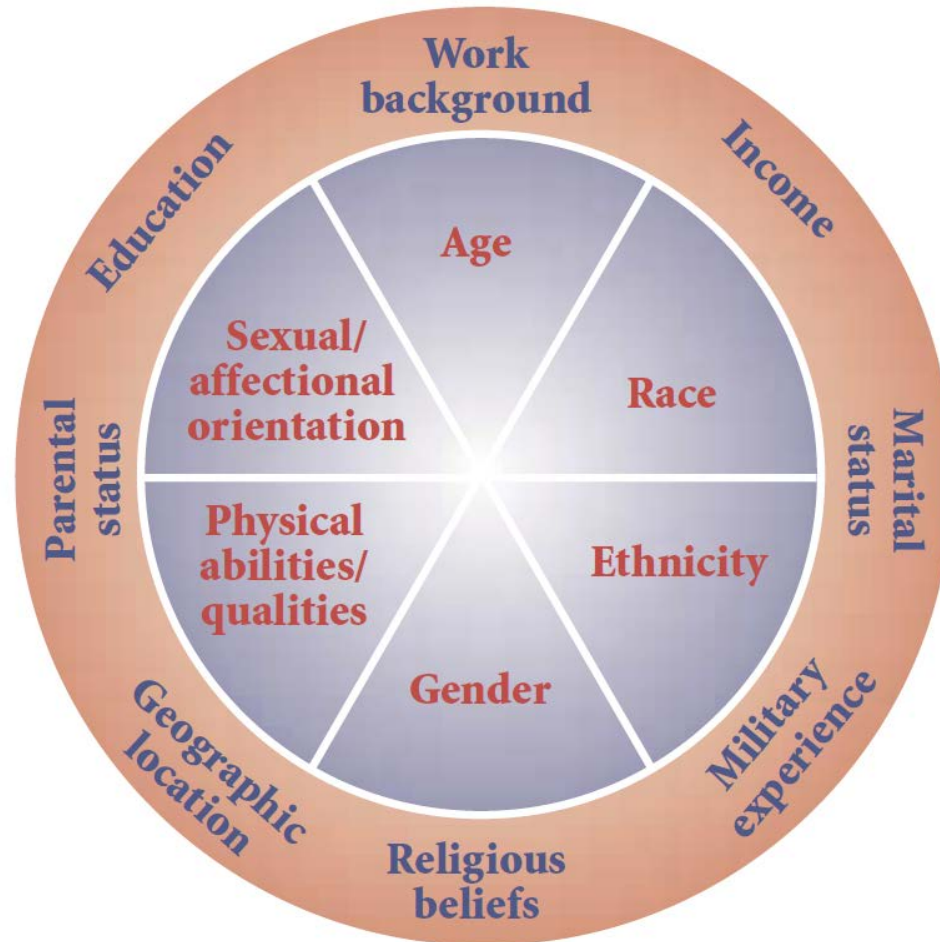 Work
background
Income
Marital
status
Military
experience
Religious
beliefs
Geographic
location
Parental
status
Education
Age
Race
Ethnicity
Gender
Physical
abilities/
qualities
Sexual/
affectional
orientation